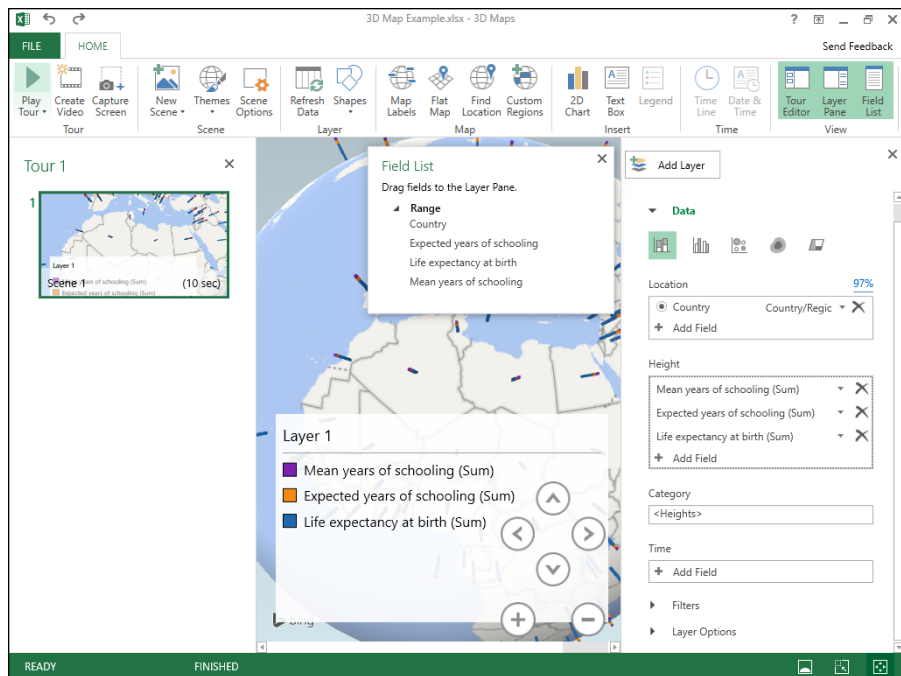 3D Map Example.xlsx - 3D Maps
?
FILE
HOME
Send Feedback
Play Tour
Create Video
Capture Screen
New Scene
Themes
Scene Options
Refresh Data
Shapes
Map Labels
Flat Map
Find Location
Custom Regions
2D Chart
Text Box
Legend
Time Line
Date & Time
Tour Editor
Layer Pane
Field List
Tour
Scene
Layer
Map
Insert
Time
View
Tour 1
1
Layer 1
Scene 1
(10 sec)
Expected years of schooling (Sum)
Field List
Drag fields to the Layer Pane.
Range
Country
Expected years of schooling
Life expectancy at birth
Mean years of schooling
Layer 1
Mean years of schooling (Sum)
Expected years of schooling (Sum)
Life expectancy at birth (Sum)
bing
Add Layer
Data
Location
97%
Country
Country/Regic
+ Add Field
Height
Mean years of schooling (Sum)
Expected years of schooling (Sum)
Life expectancy at birth (Sum)
+ Add Field
Category
<Heights>
Time
+ Add Field
Filters
Layer Options
READY
FINISHED